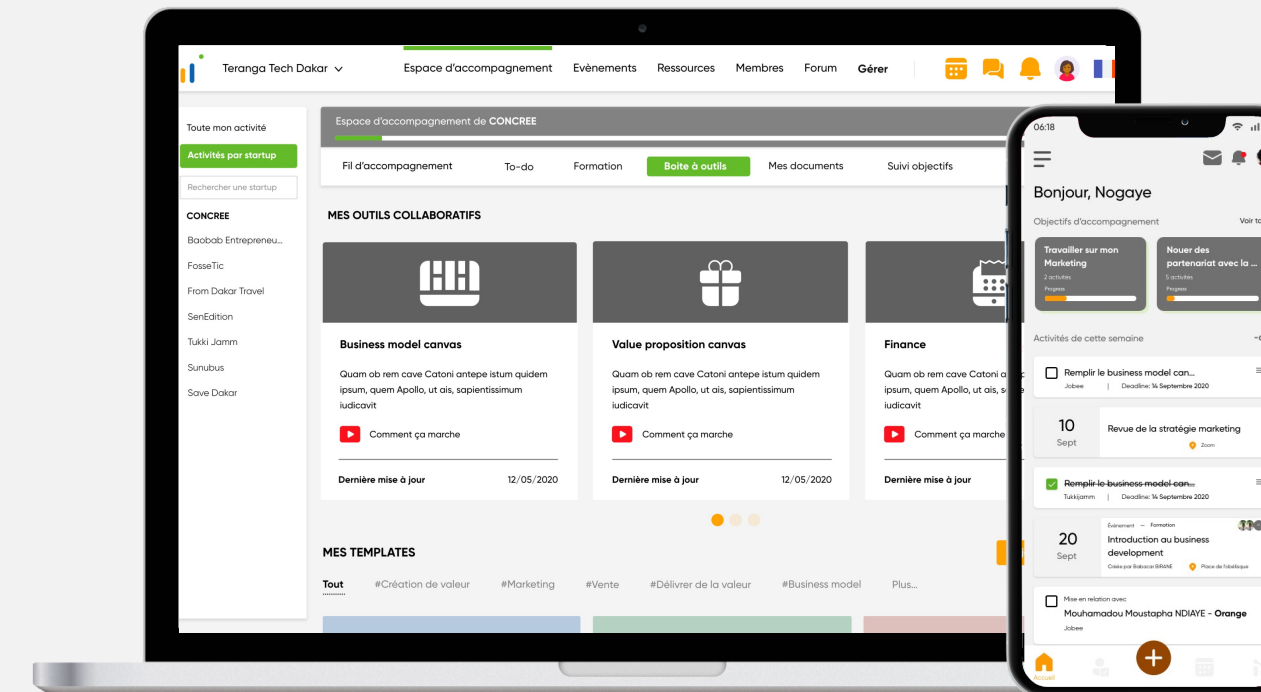 Teranga Tech Dakar
Espace d'accompagnement
Evènements
Ressources
Membres
Forum
Gérer
Toute mon activité
Activités par startup
Rechercher une startup
CONCREE
Baobab Entrepreneu...
FosseTic
From Dakar Travel
SenEdition
Tukki Jamm
Sunubus
Save Dakar
Espace d'accompagnement de CONCREE
Fil d'accompagnement
To-do
Formation
Boite à outils
Mes documents
Suivi objectifs
MES OUTILS COLLABORATIFS
Business model canvas
Quam ob rem cave Catoni antepe istum quidem
ipsum, quem Apollo, ut ais, sapientissimum
iudicavit
Comment ça marche
Dernière mise à jour
12/05/2020
Value proposition canvas
Quam ob rem cave Catoni antepe istum quidem
ipsum, quem Apollo, ut ais, sapientissimum
iudicavit
Comment ça marche
Dernière mise à jour
12/05/2020
Finance
Quam ob rem cave Catoni
ipsum, quem Apollo, ut ais,
iudicavit
Comment ça marche
Dernière mise à jour
MES TEMPLATES
Tout
#Création de valeur
#Marketing
#Vente
#Délivrer de la valeur
#Business model
Plus...
06:18
Bonjour, Nogaye
Objectifs d'accompagnement
Voir
Travailler sur mon
Marketing
2 activités
Progress
Nouer des
partenariat avec la ...
5 activités
Progress
Activités de cette semaine
Remplir le business model can...
Jobee | Deadline: 14 Septembre 2020
10
Sept
Revue de la stratégie marketing
Zoom
Remplir le business model can...
Tukkijamm | Deadline: 14 Septembre 2020
20
Sept
Évènement – Formation
Introduction au business
development
Créée par Babacar BIRANE
Place de l'obélisque
Mise en relation avec
Mouhamadou Moustapha NDIAYE - Orange
Jobee
Accueil